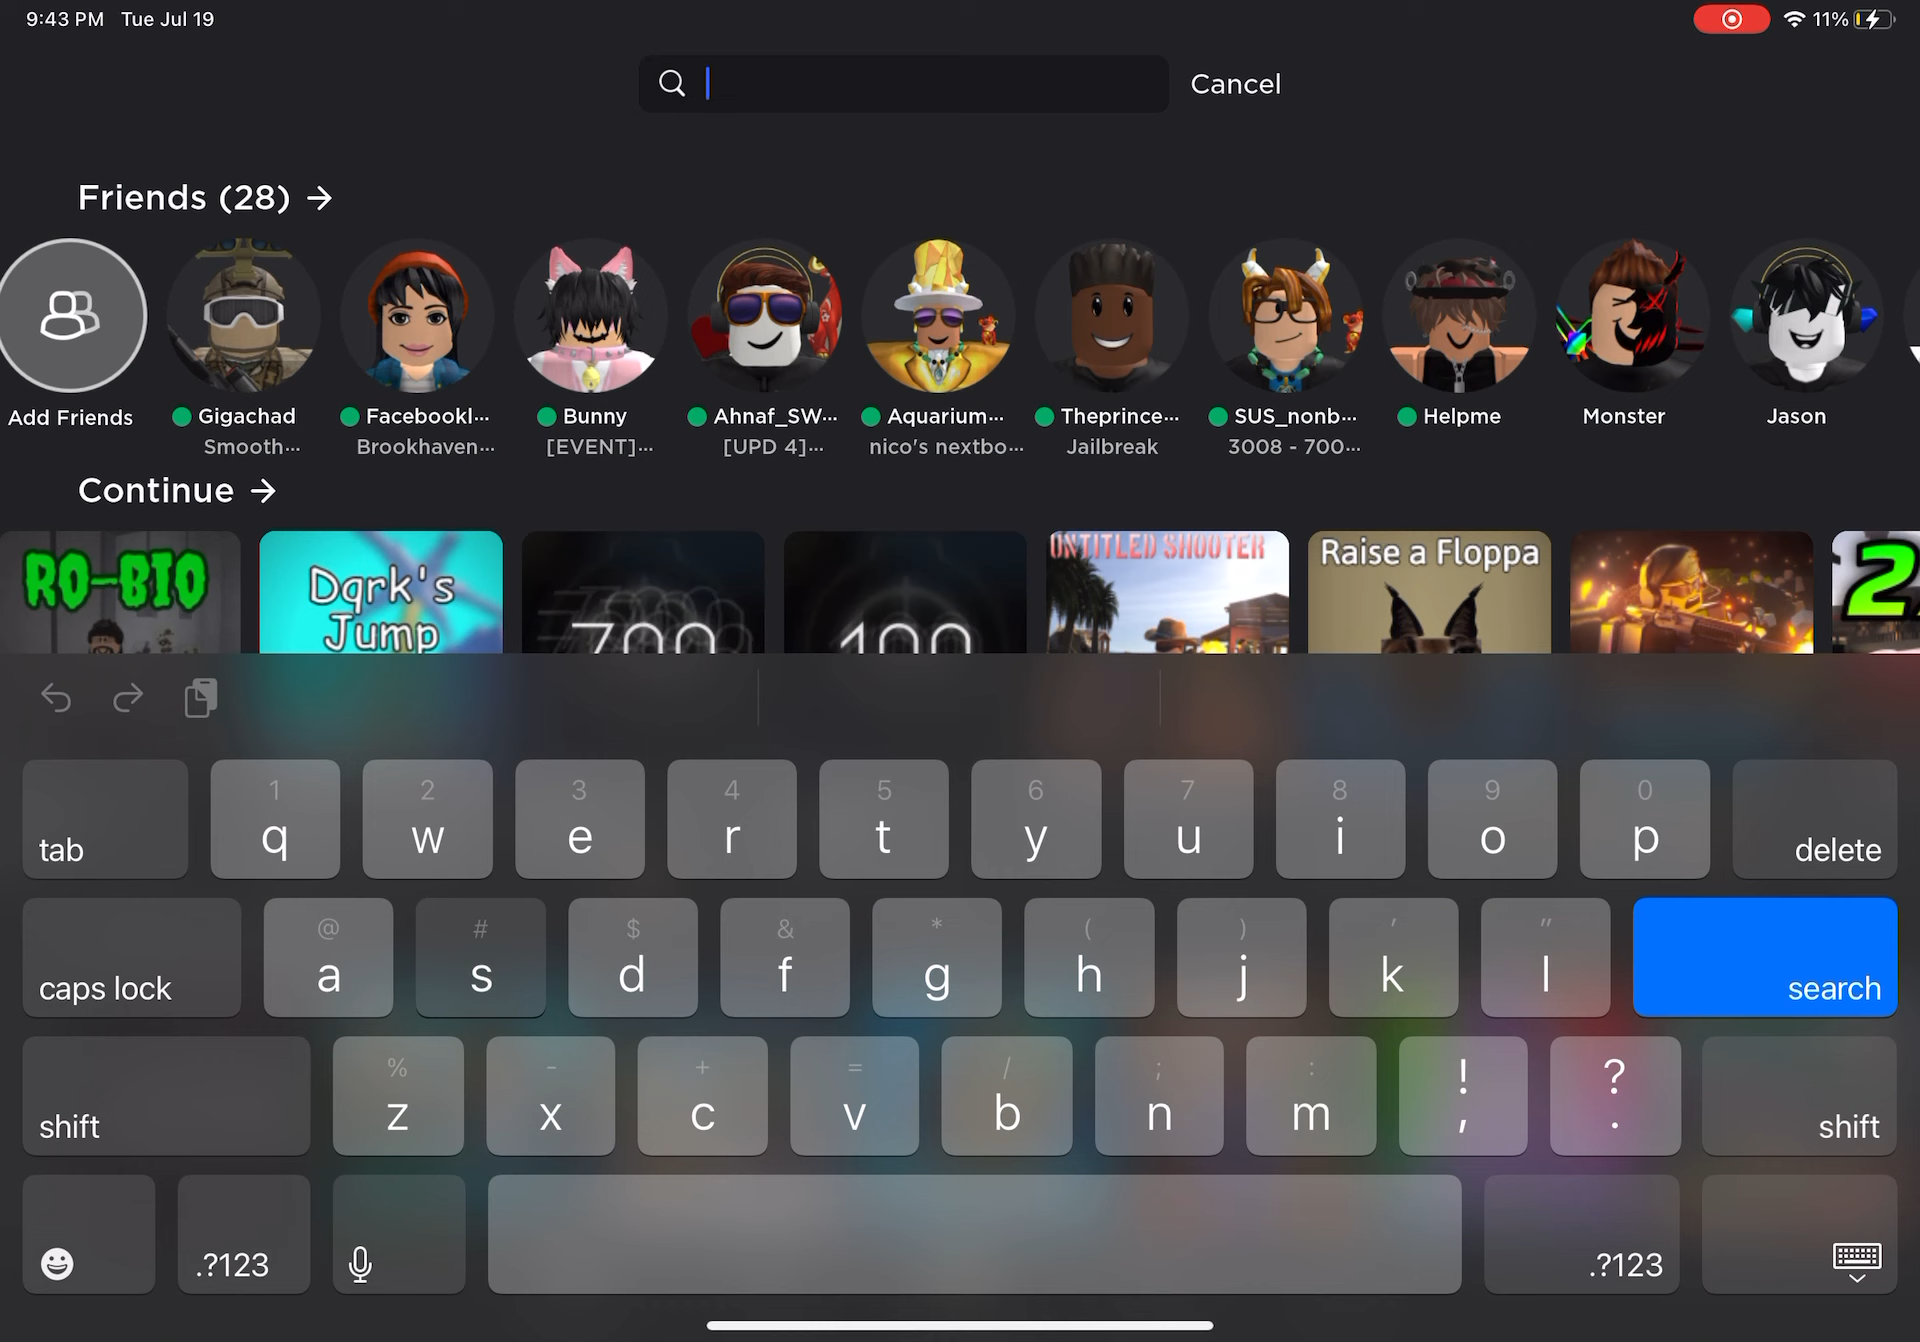 9:43 PM Tue Jul 19
11%
Cancel
Friends (28) →
Add Friends
Gigachad
Smooth...
Facebookl...
Brookhaven...
Bunny
[EVENT]...
Ahnaf_SW...
[UPD 4]...
Aquarium...
nico's nextbo...
Theprince...
Jailbreak
SUS_nonb...
3008 - 700...
Helpme
Monster
Jason
Continue →
RO-BIO
Dqrk's
Jump
700
100
UNTITLED SHOOTER
Raise a Floppa
2
tab
1 q
2 w
3 e
4 r
5 t
6 y
7 u
8 i
9 o
0 p
delete
caps lock
@ a
# s
$ d
& f
* g
( h
) j
' k
" l
search
shift
% z
- x
+ c
= v
/ b
; n
: m
! ,
? .
shift
.?123
.?123